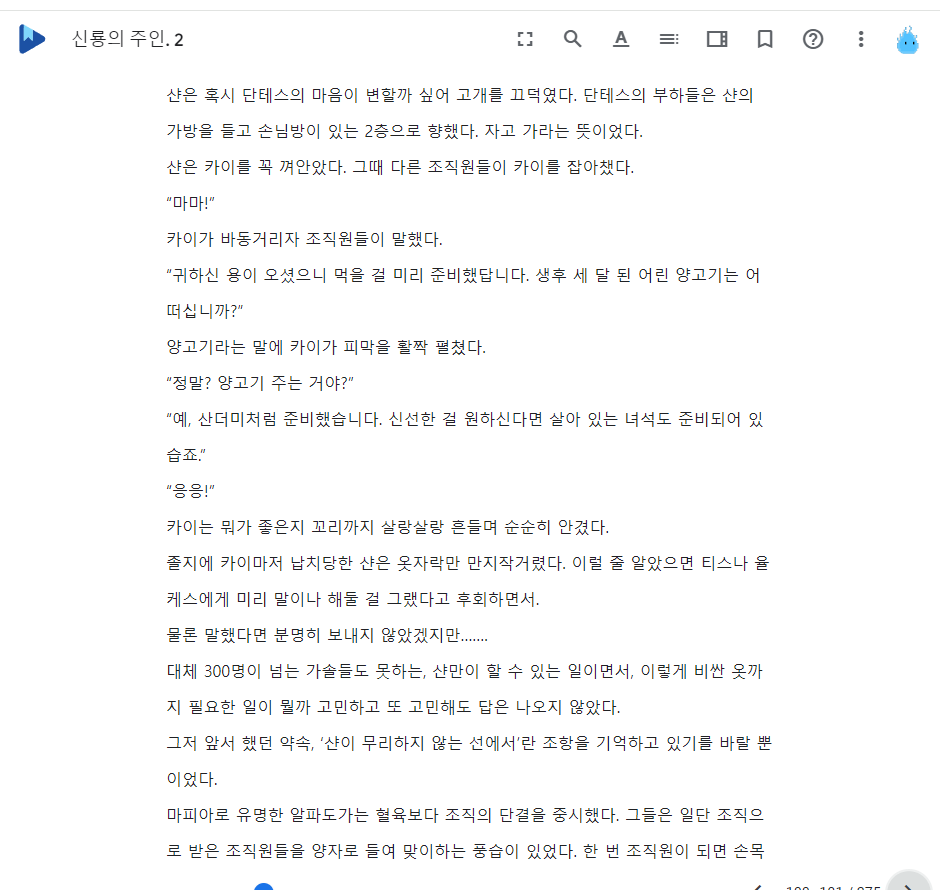 신룡의 주인. 2
샨은 혹시 단테스의 마음이 변할까 싶어 고개를 끄덕였다. 단테스의 부하들은 샨의
가방을 들고 손님방이 있는 2층으로 향했다. 자고 가라는 뜻이었다.
샨은 카이를 꼭 껴안았다. 그때 다른 조직원들이 카이를 잡아챘다.
“마마!”
카이가 바동거리자 조직원들이 말했다.
“귀하신 용이 오셨으니 먹을 걸 미리 준비했답니다. 생후 세 달 된 어린 양고기는 어
떠십니까?”
양고기라는 말에 카이가 피막을 활짝 펼쳤다.
“정말? 양고기 주는 거야?”
“예, 산더미처럼 준비했습니다. 신선한 걸 원하신다면 살아 있는 녀석도 준비되어 있
습죠.”
“응응!”
카이는 뭐가 좋은지 꼬리까지 살랑살랑 흔들며 순순히 안겼다.
졸지에 카이마저 납치당한 샨은 옷자락만 만지작거렸다. 이럴 줄 알았으면 티스나 율
케스에게 미리 말이나 해둘 걸 그랬다고 후회하면서.
물론 말했다면 분명히 보내지 않았겠지만…….
대체 300명이 넘는 가솔들도 못하는, 샨만이 할 수 있는 일이면서, 이렇게 비싼 옷까
지 필요한 일이 뭘까 고민하고 또 고민해도 답은 나오지 않았다.
그저 앞서 했던 약속, ‘샨이 무리하지 않는 선에서’란 조항을 기억하고 있기를 바랄 뿐
이었다.
마피아로 유명한 알파도가는 혈육보다 조직의 단결을 중시했다. 그들은 일단 조직으
로 받은 조직원들을 양자로 들여 맞이하는 풍습이 있었다. 한 번 조직원이 되면 손목